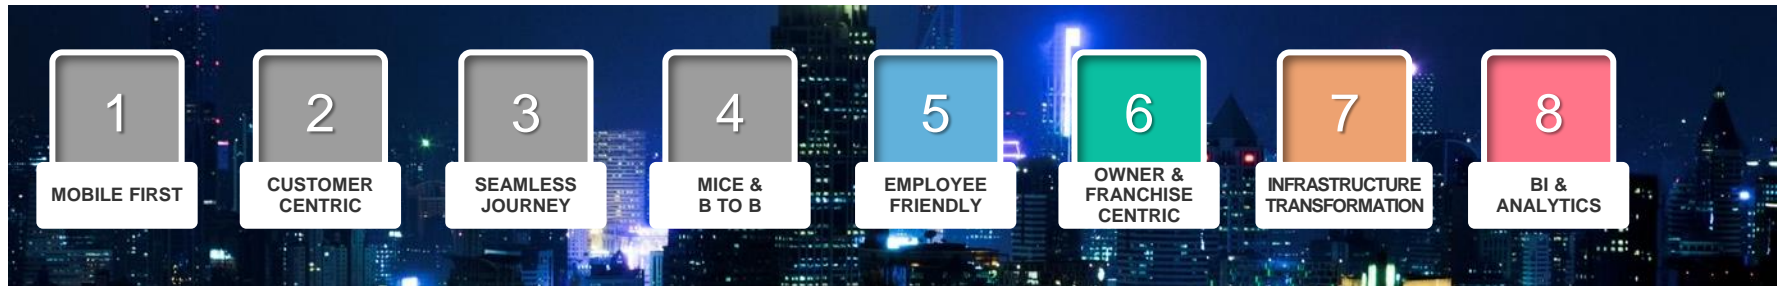 1
MOBILE FIRST
2
CUSTOMER
CENTRIC
3
SEAMLESS
JOURNEY
4
MICE &
B TO B
5
EMPLOYEE
FRIENDLY
6
OWNER &
FRANCHISE
CENTRIC
7
INFRASTRUCTURE
TRANSFORMATION
8
BI &
ANALYTICS